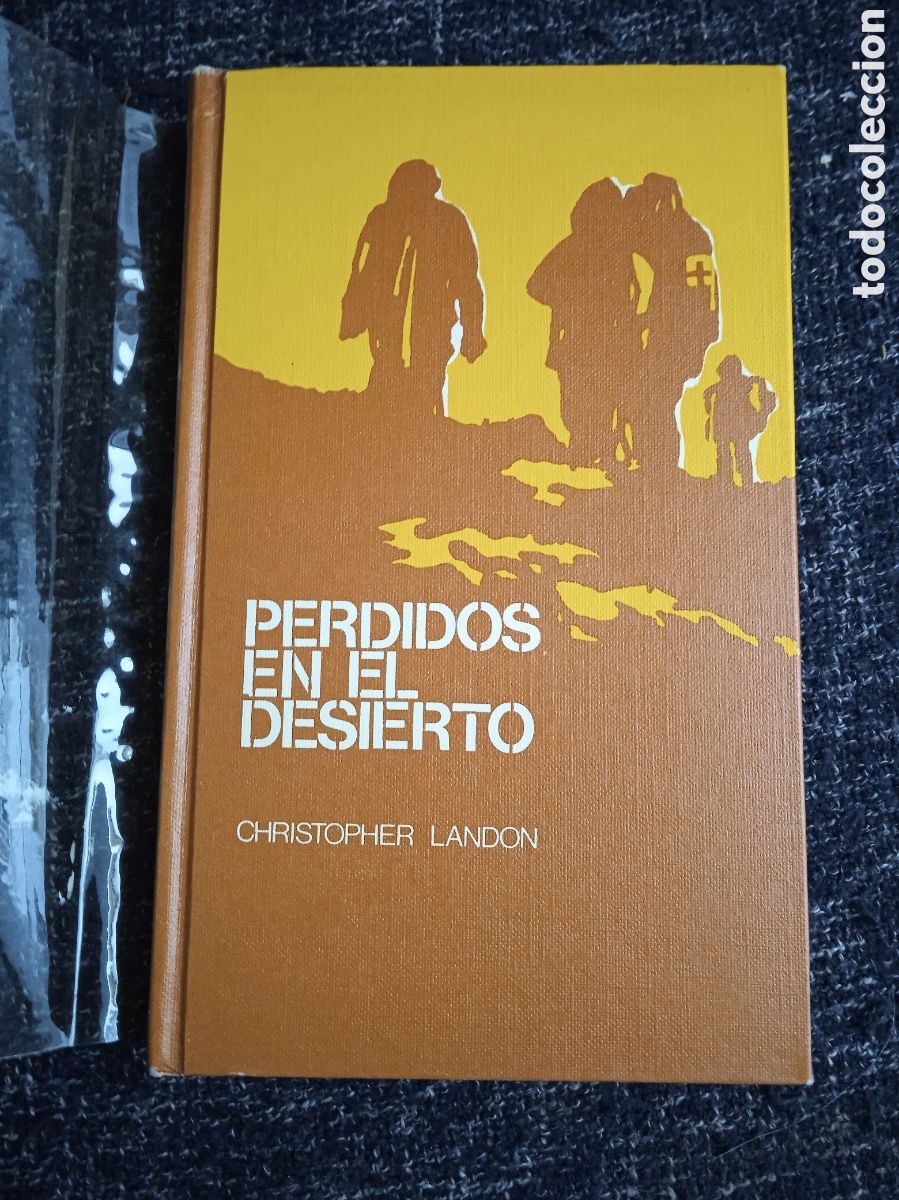 PERDIDOS
EN EL
DESIERTO
CHRISTOPHER LANDON
todocoleccion